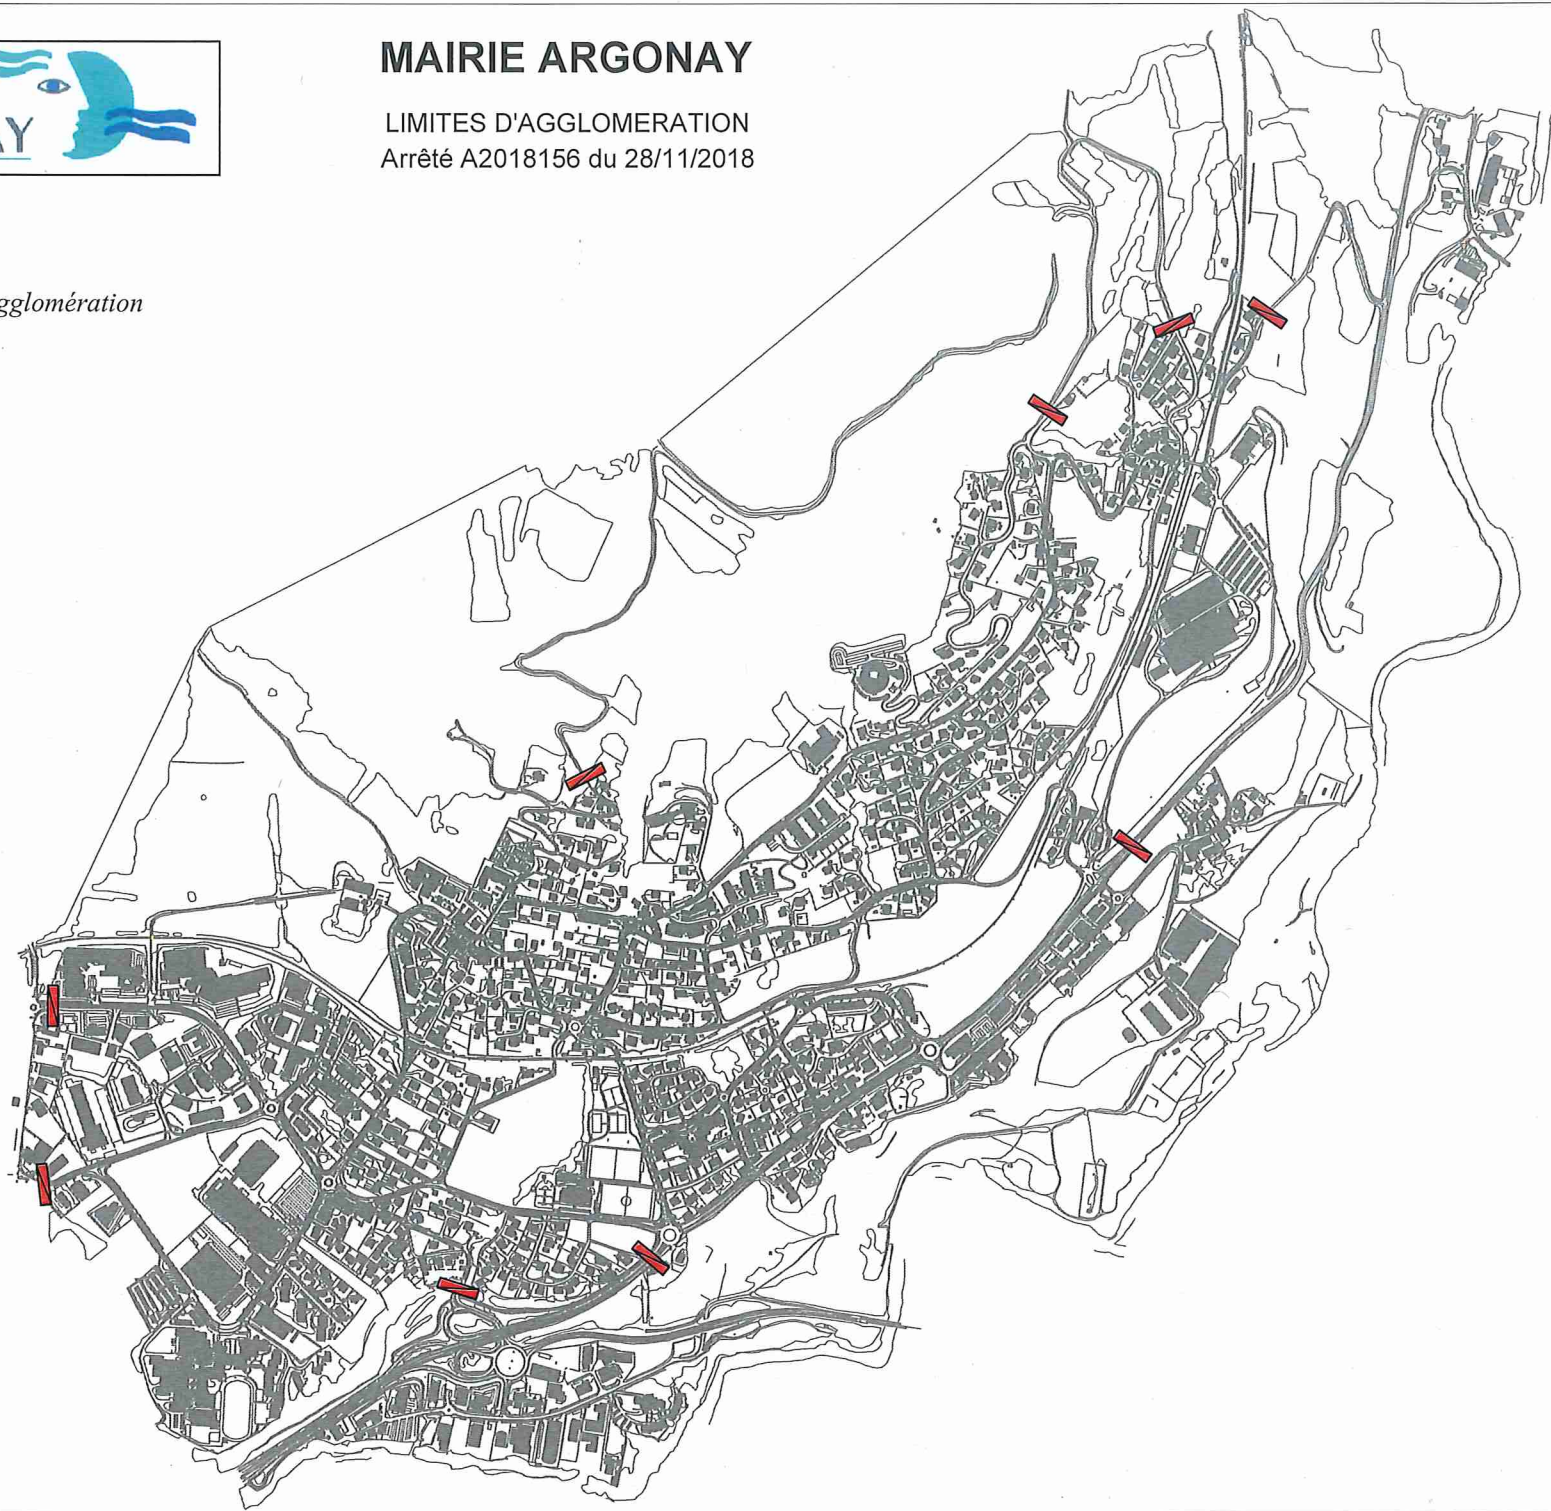 AY
MAIRIE ARGONAY
LIMITES D'AGGLOMERATION
Arrêté A2018156 du 28/11/2018
gglomération